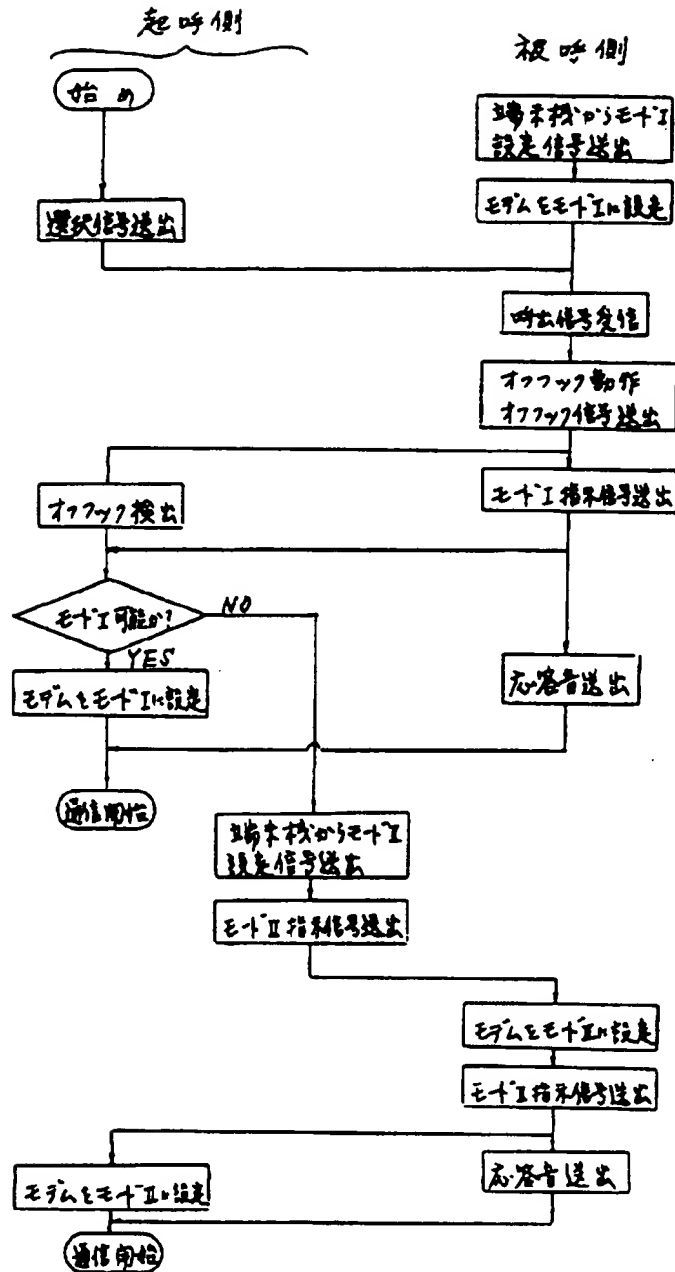 起呼側
被呼側
始め
端末機からモードI
設定信号送出
モデムをモードIに設定
選択信号送出
呼出信号受信
オフフック動作
オフフック信号送出
モードI指示信号送出
オフフック検出
モードI可能か?
NO
YES
モデムをモードIに設定
応答音送出
通信開始
端末機からモードI
設定信号送出
モードII指示信号送出
モデムをモードIIに設定
モードII指示信号送出
応答音送出
モデムをモードIIに設定
通信開始